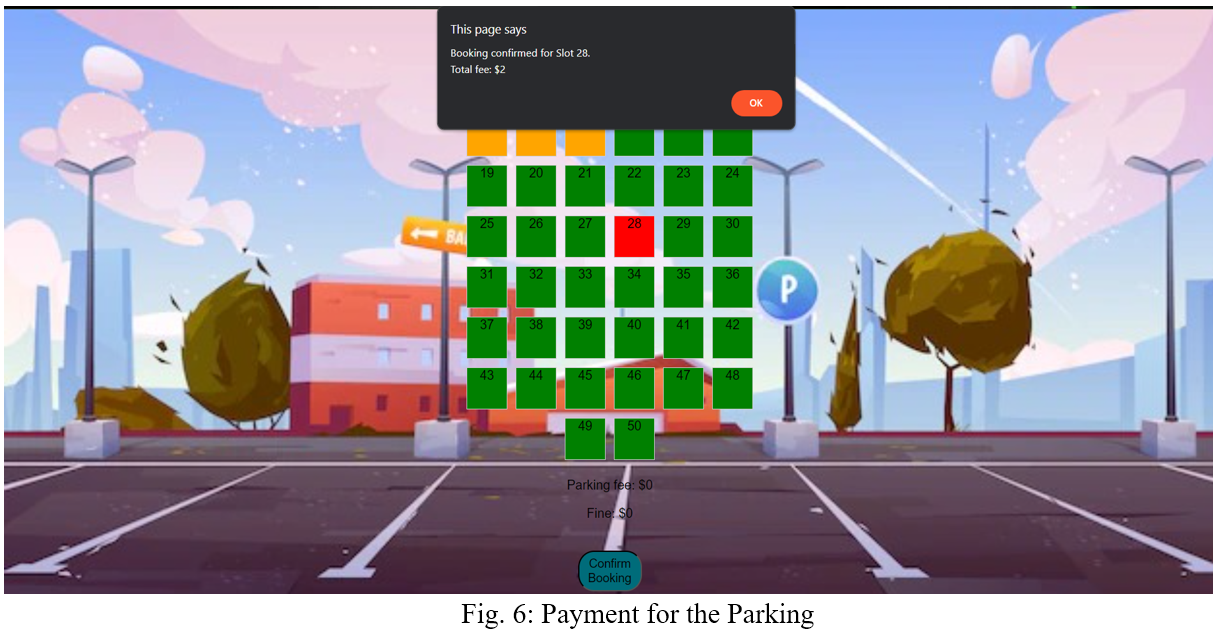 This page says
Booking confirmed for Slot 28.
Total fee: $2
OK
19 20 21 22 23 24
25 26 27 28 29 30
31 32 33 34 35 36
37 38 39 40 41 42
43 44 45 46 47 48
49 50
P
Parking fee: $0
Fine: $0
Confirm
Booking
Fig. 6: Payment for the Parking